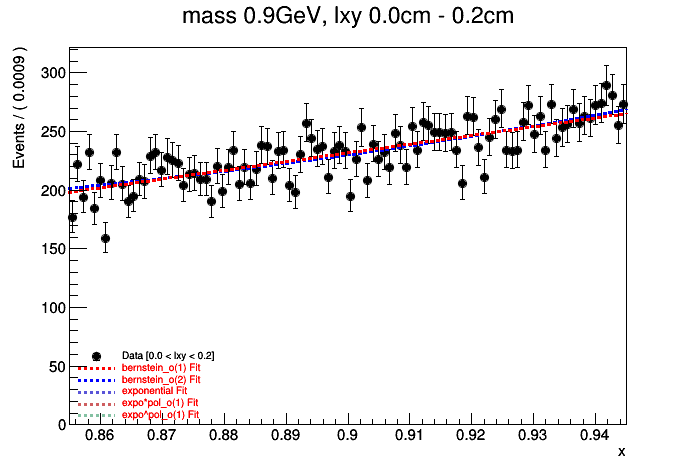 mass 0.9GeV, lxy 0.0cm - 0.2cm
Events / ( 0.0009 )
300
250
200
150
100
50
0
Data [0.0 < lxy < 0.2]
bernstein_o(1) Fit
bernstein_o(2) Fit
exponential Fit
expo*pol_o(1) Fit
expo^pol_o(1) Fit
0.86 0.87 0.88 0.89 0.9 0.91 0.92 0.93 0.94
x